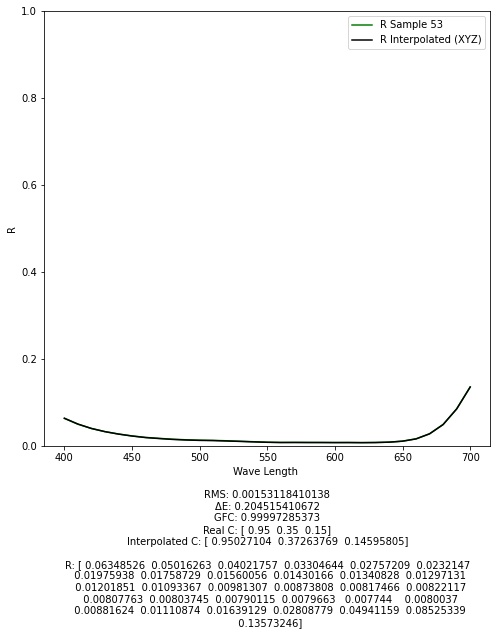 1.0
R Sample 53
R Interpolated (XYZ)
0.8
0.6
R
0.4
0.2
0.0
400 450 500 550 600 650 700
Wave Length
RMS: 0.00153118410138
ΔE: 0.204515410672
GFC: 0.99997285373
Real C: [ 0.95 0.35 0.15]
Interpolated C: [ 0.95027104 0.37263769 0.14595805]
R: [ 0.06348526 0.05016263 0.04021757 0.03304644 0.02757209 0.0232147
0.01975938 0.01758729 0.01560056 0.01430166 0.01340828 0.01297131
0.01201851 0.01093367 0.00981307 0.00873808 0.00817466 0.00822117
0.00807763 0.00803745 0.00790115 0.0079663 0.007744 0.0080037
0.00881624 0.01110874 0.01639129 0.02808779 0.04941159 0.08525339
0.13573246]